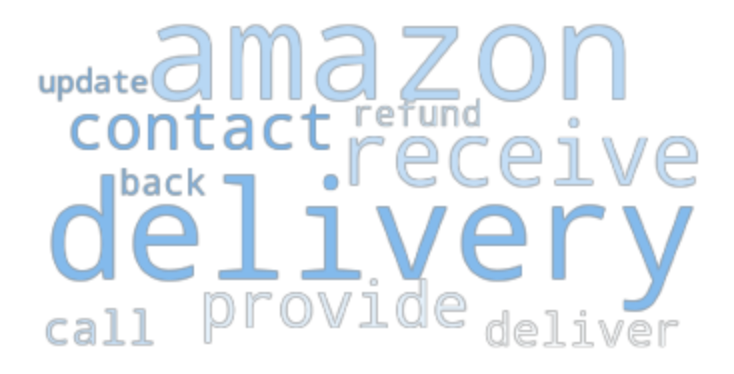 amazon
update
contact
refund
receive
back
delivery
provide
call
deliver